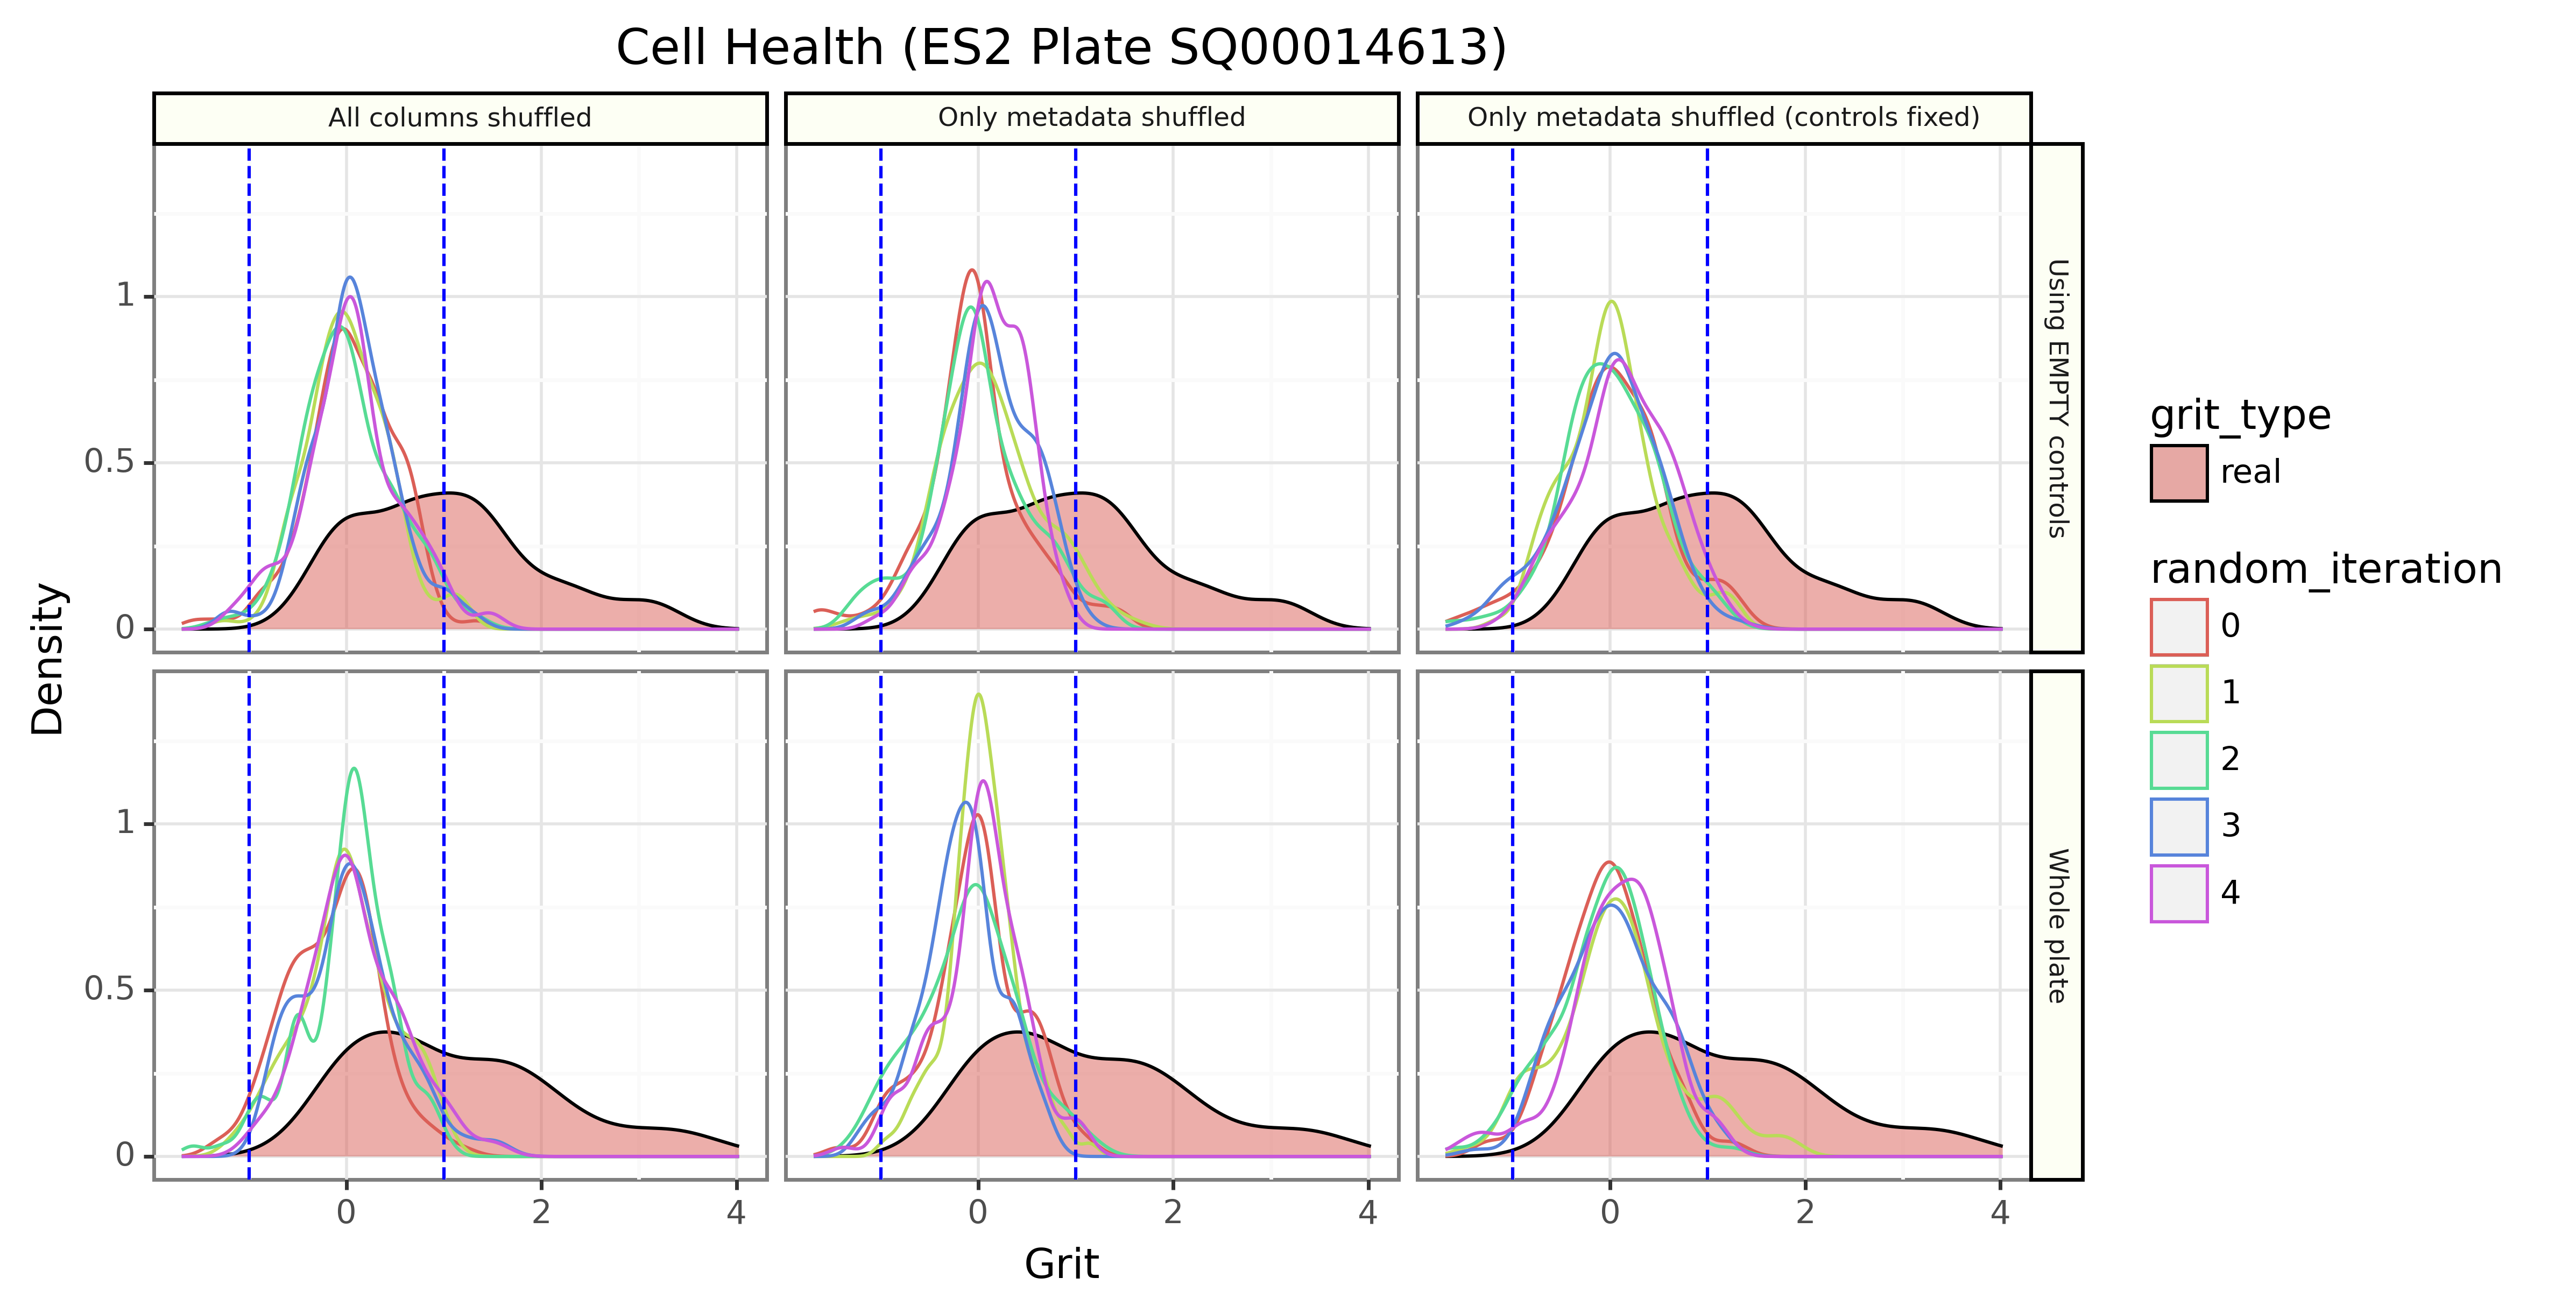 Cell Health (ES2 Plate SQ00014613)
All columns shuffled
Only metadata shuffled
Only metadata shuffled (controls fixed)
Using EMPTY controls
Whole plate
Density
1
0.5
0
1
0.5
0
0
2
4
0
2
4
0
2
4
Grit
grit_type
real
random_iteration
0
1
2
3
4